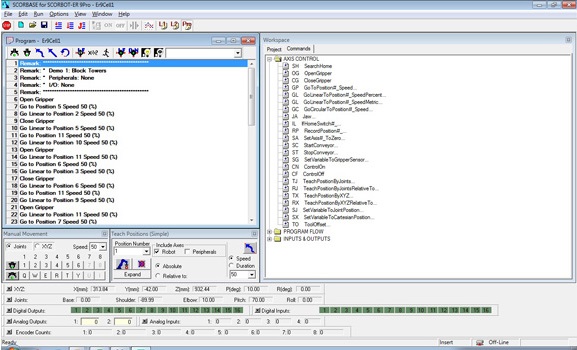 SCORBASE for SCORBOT-ER 9Pro - Er9Cell1
File Edit Run Options View Window Help
Program - Er9Cell1
1 Remark: ********************************************
2 Remark: * Demo 1: Block Towers
3 Remark: * Peripherals: None
4 Remark: * I/O: None
5 Remark: ********************************************
6 Open Gripper
7 Go to Position 5 Speed 50 (%)
8 Go Linear to Position 2 Speed 50 (%)
9 Close Gripper
10 Go Linear to Position 5 Speed 50 (%)
11 Go to Position 11 Speed 50 (%)
12 Go Linear to Position 10 Speed 50 (%)
13 Open Gripper
14 Go Linear to Position 11 Speed 50 (%)
15 Go to Position 6 Speed 50 (%)
16 Go Linear to Position 3 Speed 50 (%)
17 Close Gripper
18 Go Linear to Position 6 Speed 50 (%)
19 Go to Position 11 Speed 50 (%)
20 Go Linear to Position 9 Speed 50 (%)
21 Open Gripper
22 Go Linear to Position 11 Speed 50 (%)
23 Go to Position 7 Speed 50 (%)
Workspace
Project Commands
AXIS CONTROL
SH SearchHome
OG OpenGripper
CG CloseGripper
GP GoToPosition#_Speed...
GL GoLinearToPosition#_SpeedPercent...
GL GoLinearToPosition#_SpeedMetric...
GC GoCircularToPosition#_Speed...
JA Jaw...
IL IfHomeSwitch#_...
RP RecordPosition#_...
SA SetAxis#_ToZero...
SC StartConveyor...
ST StopConveyor...
SG SetVariableToGripperSensor...
CO ControlOn
CF ControlOff
TJ TeachPositionByJoints...
RJ TeachPositionByJointsRelativeTo...
TX TeachPositionByXYZ...
RX TeachPositionByXYZRelativeTo...
SJ SetVariableToJointPosition...
SX SetVariableToCartesianPosition...
TO ToolOffset...
PROGRAM FLOW
INPUTS & OUTPUTS
Manual Movement
Joints XYZ Speed 50
1 2 3 4 5 6 7 8
1 2 3 4 5 6 7 8
Q W E R T Y U I
Teach Positions (Simple)
Position Number
1
Expand
Include Axes
Robot Peripherals
Absolute
Relative to
Speed
Duration
50
XYZ: X(mm): 313.84 Y(mm): -42.00 Z(mm): 832.44 P(deg): 10.00 R(deg): 0.00
Joints: Base: 0.00 Shoulder: -89.99 Elbow: 10.00 Pitch: 70.00 Roll: 0.00
Digital Outputs 1 2 3 4 5 6 7 8 9 10 11 12 13 14 15 16 Digital Inputs 1 2 3 4 5 6 7 8 9 10 11 12 13 14 15 16
Analog Outputs 1: 0 2: 0 Analog Inputs: 1: 0 2: 0 3: 0 4: 0
Encoder Counts 1: 0 2: 0 3: 0 4: 0 5: 0 6: 0 7: 0 8: 0
Ready
Insert Off-Line